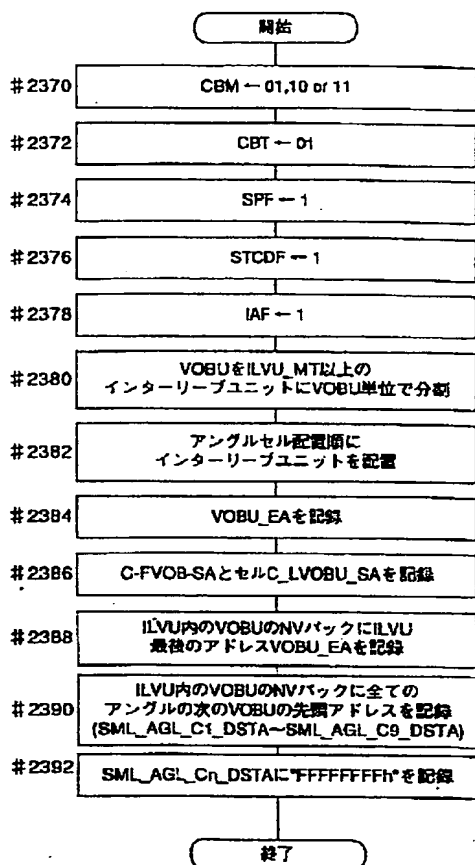 開始
#2370
CBM ← 01,10 or 11
#2372
CBT ← 01
#2374
SPF ← 1
#2376
STCDF ← 1
#2378
IAF ← 1
#2380
VOBUをILVU_MT以上の
インターリーブユニットにVOBU単位で分割
#2382
アングルセル配置順に
インターリーブユニットを配置
#2384
VOBU_EAを記録
#2386
C-FVOB-SAとセルC_LVOBU_SAを記録
#2388
ILVU内のVOBUのNVパックにILVU
最後のアドレスVOBU_EAを記録
#2390
ILVU内のVOBUのNVパックに全ての
アングルの次のVOBUの先頭アドレスを記録
(SML_AGL_C1_DSTA～SML_AGL_C9_DSTA)
#2392
SML_AGL_Cn_DSTAに"FFFFFFFFh"を記録
終了